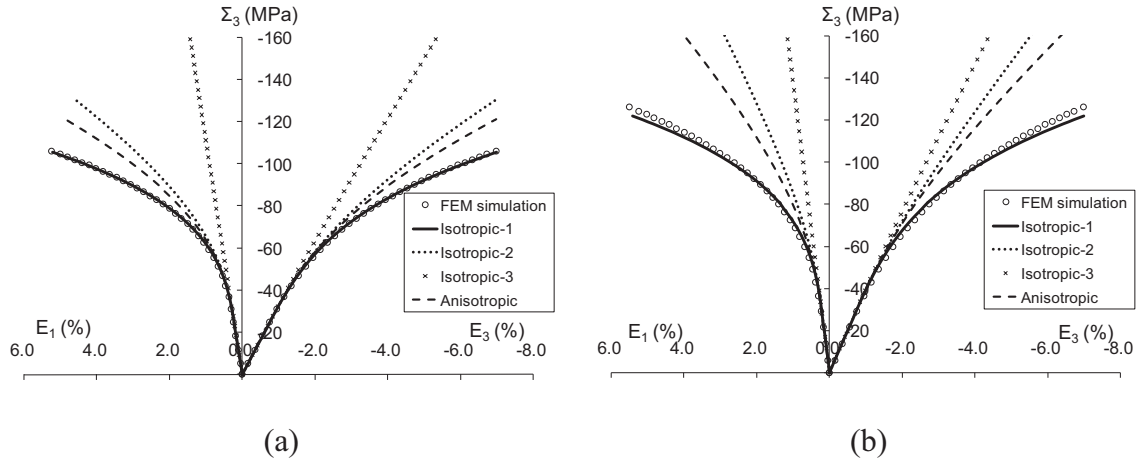 Σ3 (MPa)
-160
-140
-120
-100
-80
-60
-40
-20
0.0
E1 (%)
E3 (%)
6.0 4.0 2.0 0.0 -2.0 -4.0 -6.0 -8.0
FEM simulation
Isotropic-1
Isotropic-2
Isotropic-3
Anisotropic
(a)
Σ3 (MPa)
-160
-140
-120
-100
-80
-60
-40
-20
0
E1 (%)
E3 (%)
6.0 4.0 2.0 0.0 -2.0 -4.0 -6.0 -8.0
FEM simulation
Isotropic-1
Isotropic-2
Isotropic-3
Anisotropic
(b)